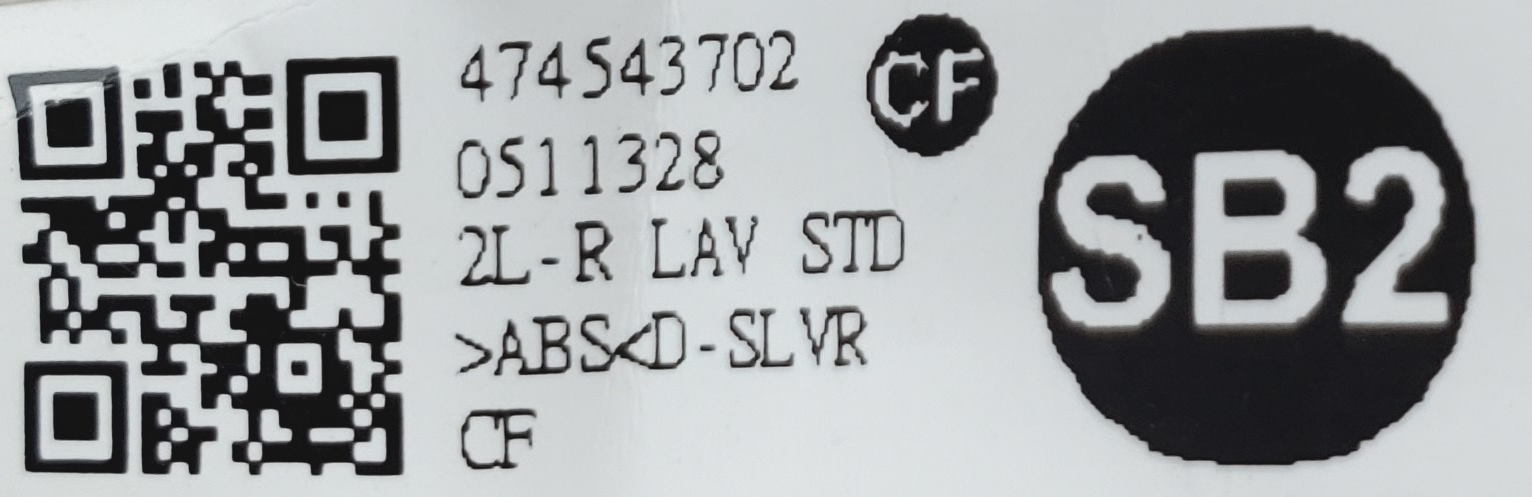 474543702
CF
0511328
2L-R LAV STD
>ABS<D-SLVR
CF
SB2